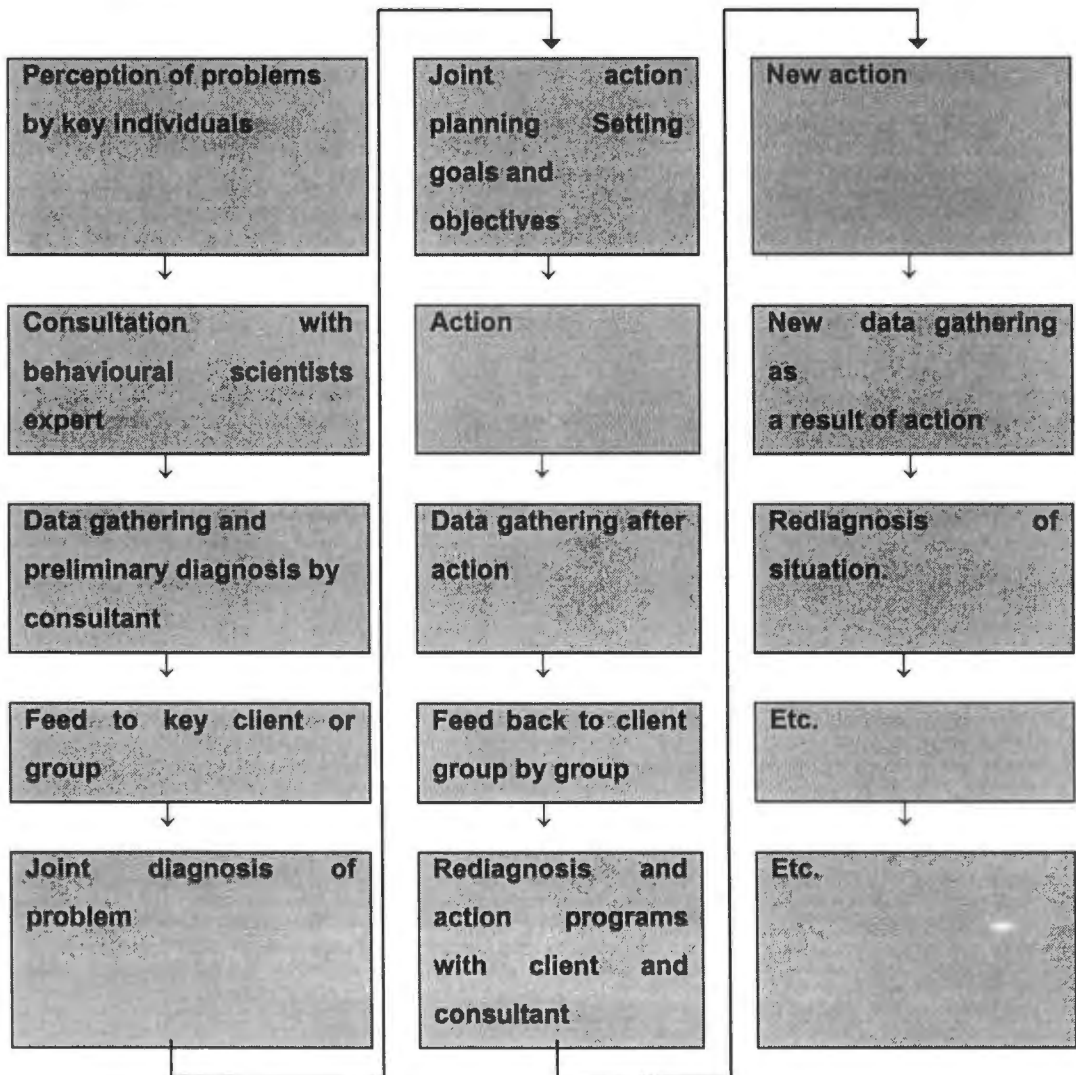 Perception of problems
by key individuals
Consultation with
behavioural scientists
expert
Data gathering and
preliminary diagnosis by
consultant
Feed to key client or
group
Joint diagnosis of
problem
Joint action
planning Setting
goals and
objectives
Action
Data gathering after
action
Feed back to client
group by group
Rediagnosis and
action programs
with client and
consultant
New action
New data gathering
as
a result of action
Rediagnosis of
situation.
Etc.
Etc.